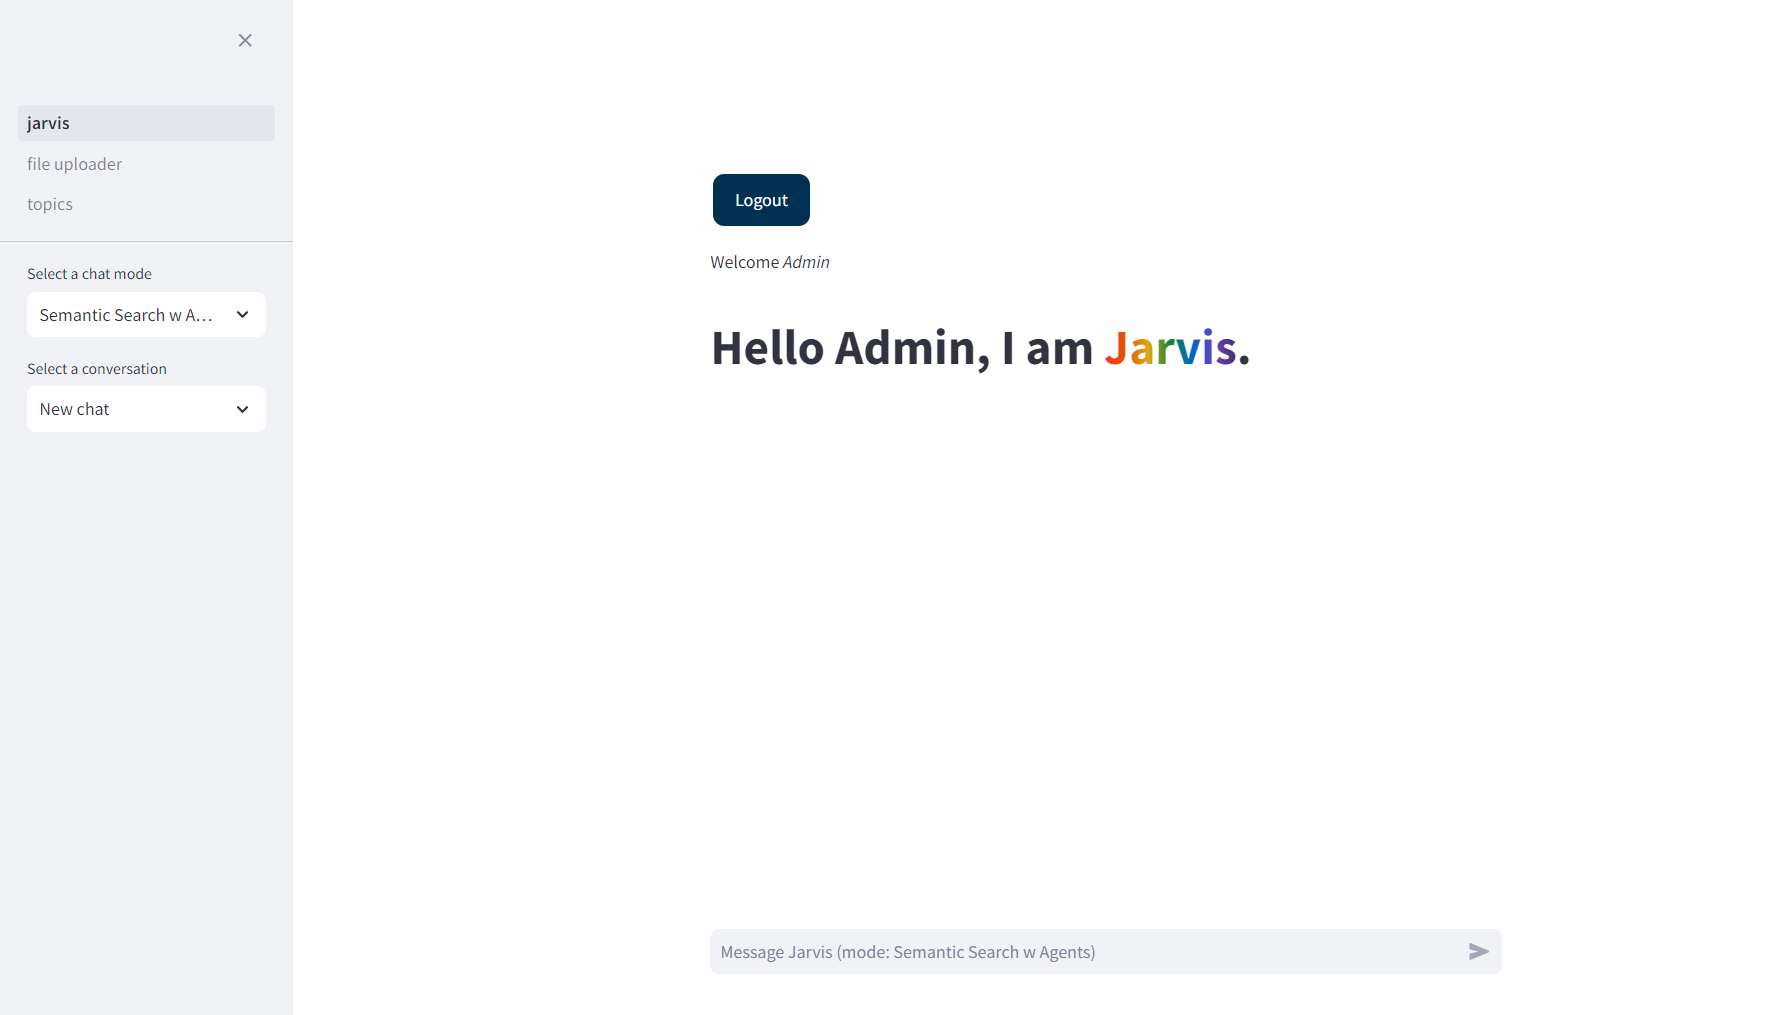 jarvis
file uploader
topics
Select a chat mode
Semantic Search w A...
Select a conversation
New chat
Logout
Welcome Admin
Hello Admin, I am Jarvis.
Message Jarvis (mode: Semantic Search w Agents)